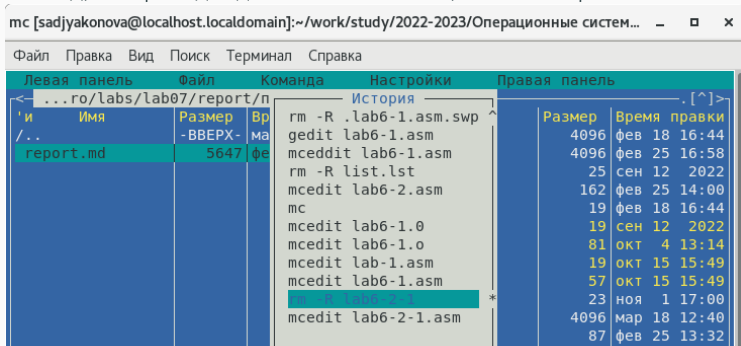 mc [sadjyakonova@localhost.localdomain]:~/work/study/2022-2023/Операционные систем...
Файл Правка Вид Поиск Терминал Справка
Левая панель Файл Команда Настройки Правая панель
<— ...ro/labs/lab07/report/п История .[^]>
'и Имя Размер Вр rm -R .lab6-1.asm.swp ^ Размер Время правки
/.. -ВВЕРХ- ма gedit lab6-1.asm 4096 фев 18 16:44
report.md 5647 фе mceddit lab6-1.asm 4096 фев 25 16:58
rm -R list.lst 25 сен 12 2022
mcedit lab6-2.asm 162 фев 25 14:00
mc 19 фев 18 16:44
mcedit lab6-1.0 19 сен 12 2022
mcedit lab6-1.o 81 окт 4 13:14
mcedit lab-1.asm 19 окт 15 15:49
mcedit lab6-1.asm 57 окт 15 15:49
rm -R lab6-2-1 * 23 ноя 1 17:00
mcedit lab6-2-1.asm 4096 мар 18 12:40
87 фев 25 13:32